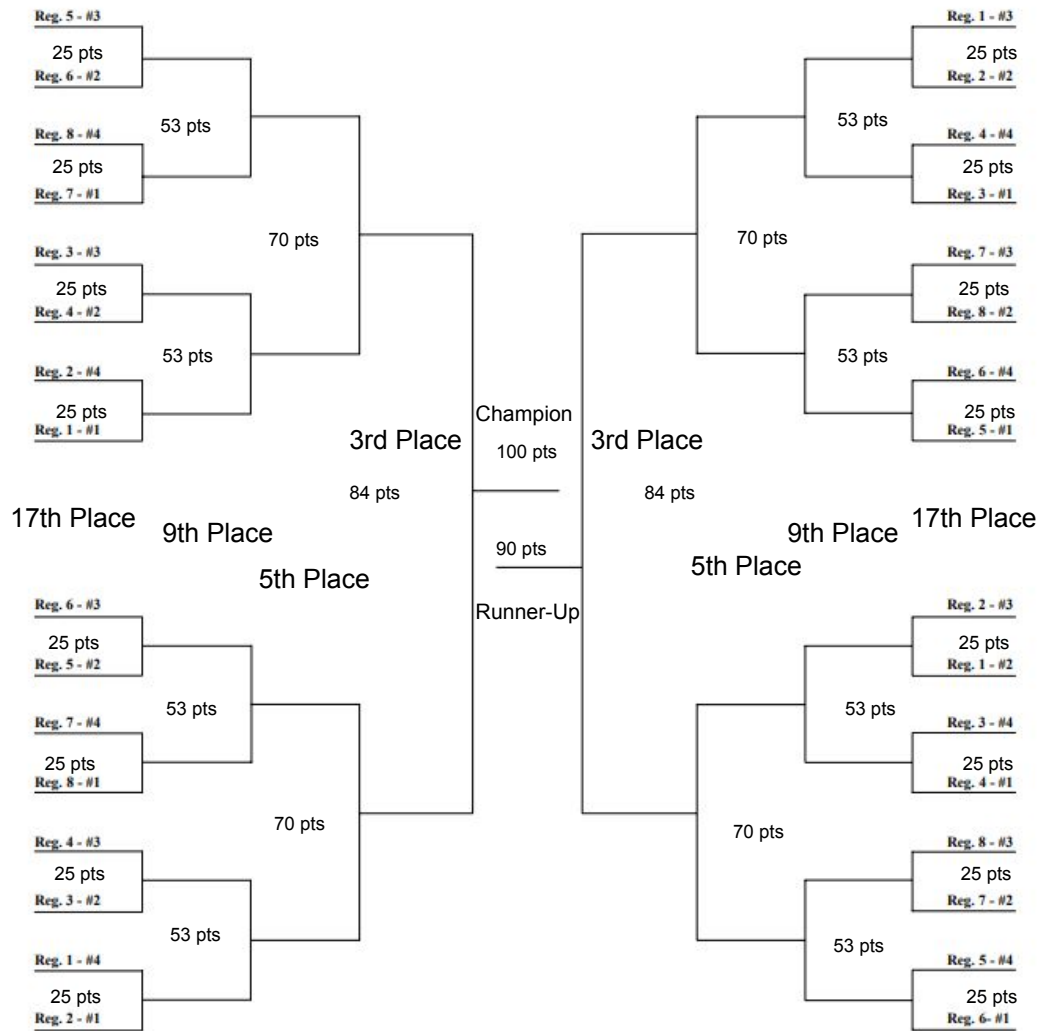 Reg. 5 - #3
25 pts
Reg. 6 - #2
53 pts
Reg. 8 - #4
25 pts
Reg. 7 - #1
70 pts
Reg. 3 - #3
25 pts
Reg. 4 - #2
53 pts
Reg. 2 - #4
25 pts
Reg. 1 - #1
3rd Place
84 pts
17th Place
9th Place
5th Place
Reg. 6 - #3
25 pts
Reg. 5 - #2
53 pts
Reg. 7 - #4
25 pts
Reg. 8 - #1
70 pts
Reg. 4 - #3
25 pts
Reg. 3 - #2
53 pts
Reg. 1 - #4
25 pts
Reg. 2 - #1
Champion
100 pts
90 pts
Runner-Up
Reg. 1 - #3
25 pts
Reg. 2 - #2
53 pts
Reg. 4 - #4
25 pts
Reg. 3 - #1
70 pts
Reg. 7 - #3
25 pts
Reg. 8 - #2
53 pts
Reg. 6 - #4
25 pts
Reg. 5 - #1
3rd Place
84 pts
9th Place
17th Place
5th Place
Reg. 2 - #3
25 pts
Reg. 1 - #2
53 pts
Reg. 3 - #4
25 pts
Reg. 4 - #1
70 pts
Reg. 8 - #3
25 pts
Reg. 7 - #2
53 pts
Reg. 5 - #4
25 pts
Reg. 6- #1